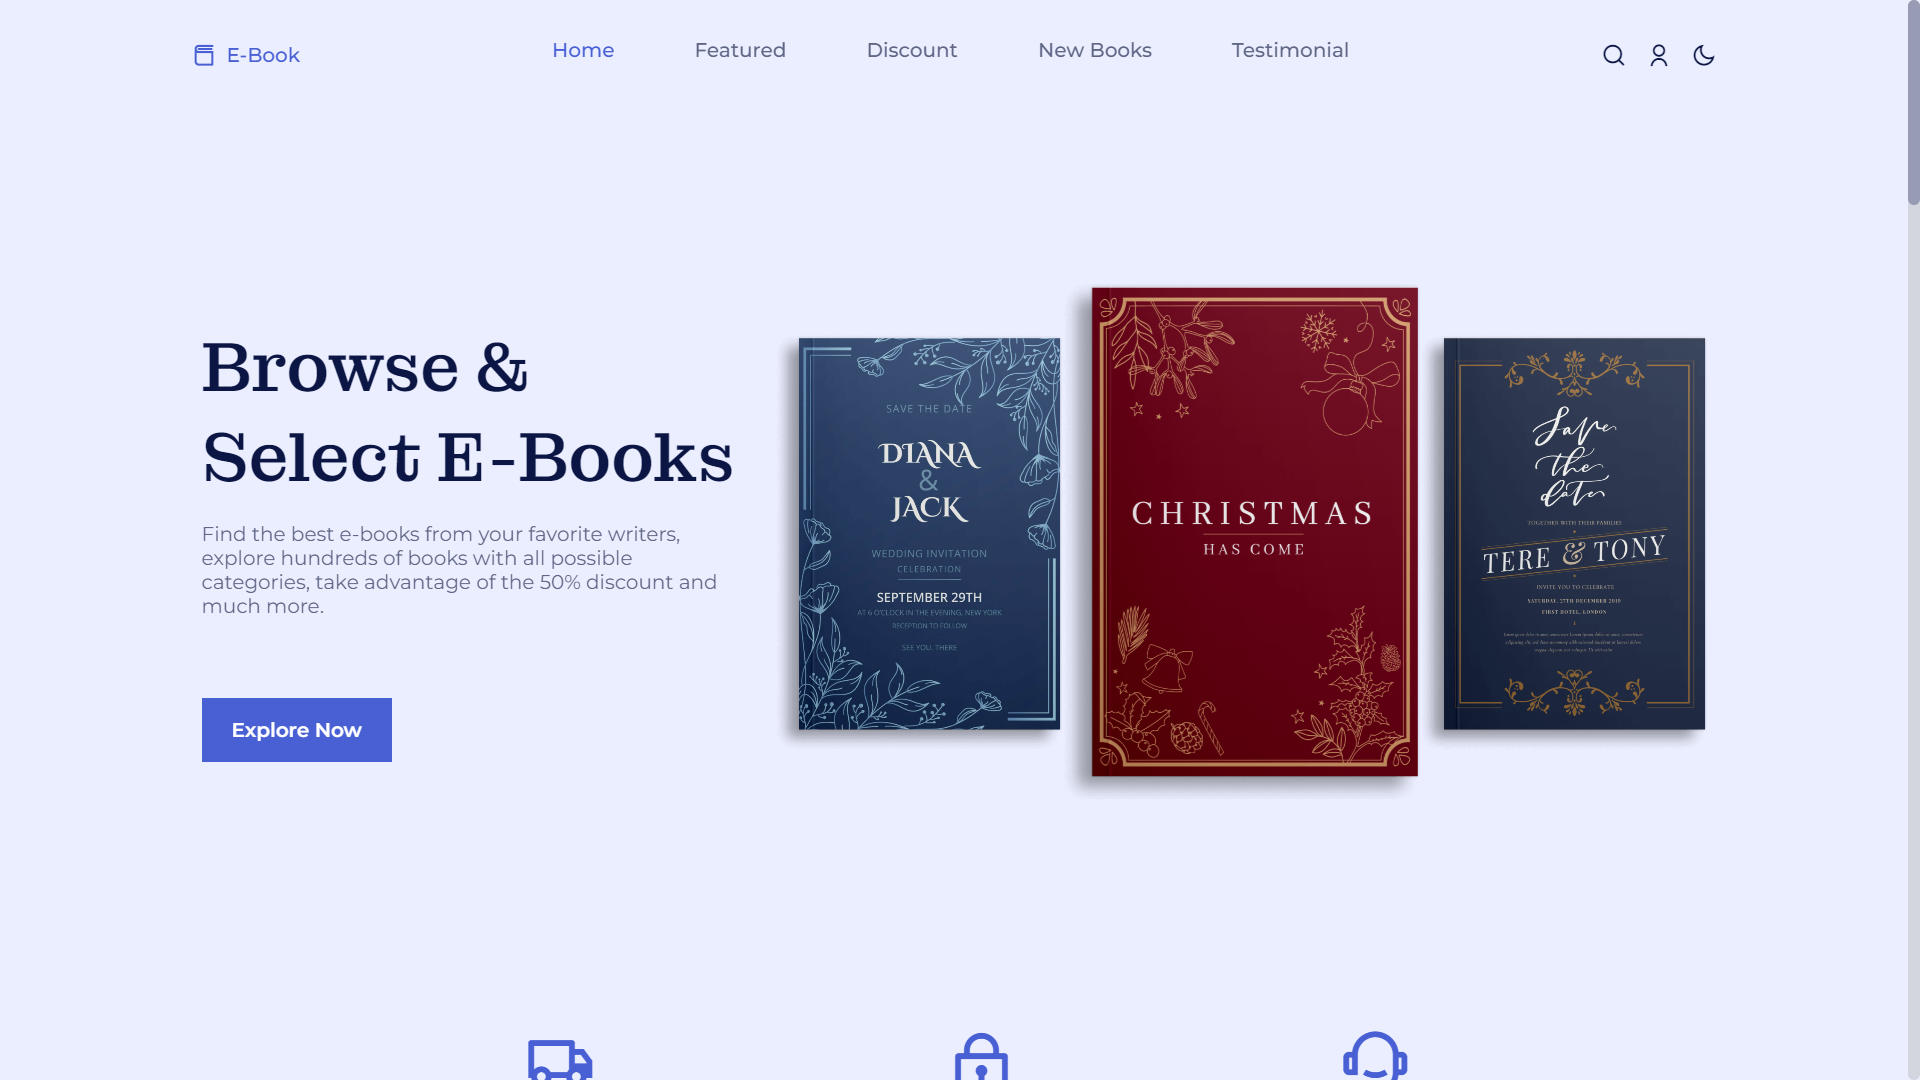 E-Book
Home
Featured
Discount
New Books
Testimonial
Browse &
Select E-Books
Find the best e-books from your favorite writers,
explore hundreds of books with all possible
categories, take advantage of the 50% discount and
much more.
Explore Now
SAVE THE DATE
DIANA
&
JACK
WEDDING INVITATION
CELEBRATION
SEPTEMBER 29TH
AT 6 O'CLOCK IN THE EVENING, NEW YORK
RECEPTION TO FOLLOW
SEE YOU, THERE
CHRISTMAS
HAS COME
Save
the
date
TOGETHER WITH THEIR FAMILIES
TERE & TONY
INVITE YOU TO CELEBRATE
SATURDAY, 27TH DECEMBER 2019
FIRST HOTEL, LONDON